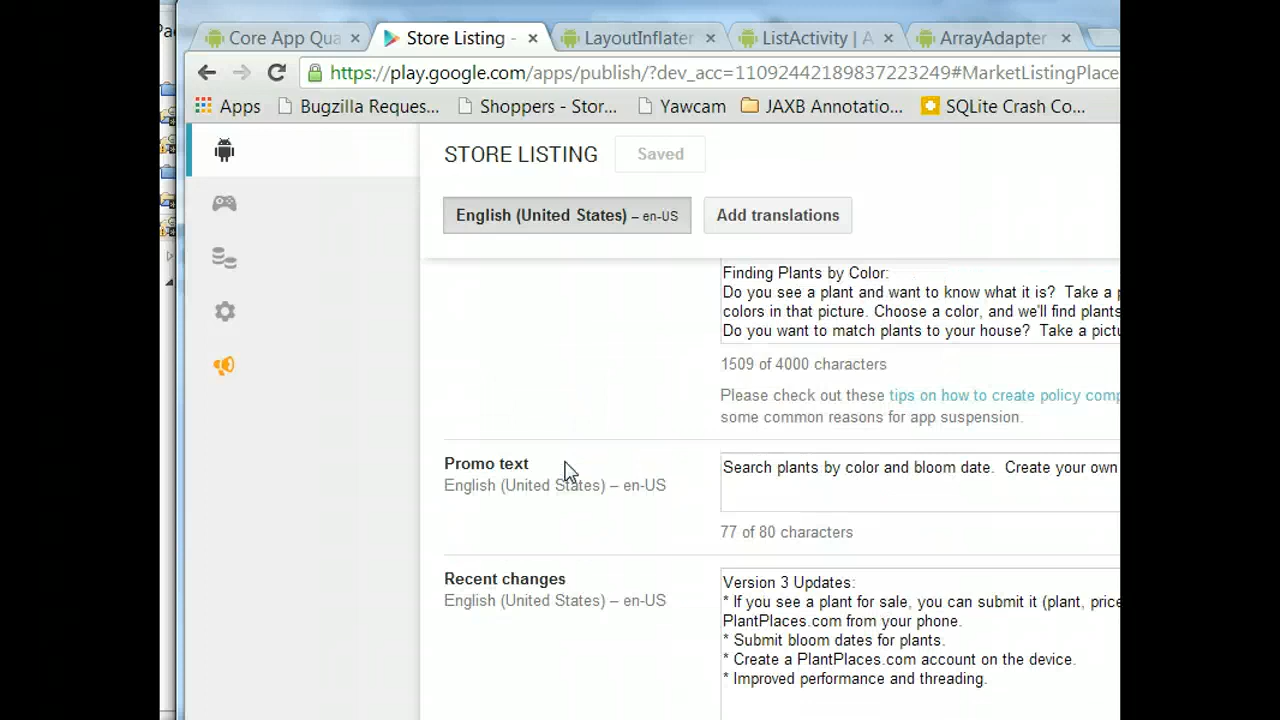 Core App Qua
Store Listing -
LayoutInflater
ListActivity | A
ArrayAdapter
https://play.google.com/apps/publish/?dev_acc=11092442189837223249#MarketListingPlace
Apps
Bugzilla Reques...
Shoppers - Stor...
Yawcam
JAXB Annotatio...
SQLite Crash Co...
STORE LISTING
Saved
English (United States) – en-US
Add translations
Finding Plants by Color:
Do you see a plant and want to know what it is? Take a p
colors in that picture. Choose a color, and we'll find plants
Do you want to match plants to your house? Take a pictu
1509 of 4000 characters
Please check out these tips on how to create policy comp
some common reasons for app suspension.
Promo text
English (United States) – en-US
Search plants by color and bloom date. Create your own
77 of 80 characters
Recent changes
English (United States) – en-US
Version 3 Updates:
* If you see a plant for sale, you can submit it (plant, price
PlantPlaces.com from your phone.
* Submit bloom dates for plants.
* Create a PlantPlaces.com account on the device.
* Improved performance and threading.